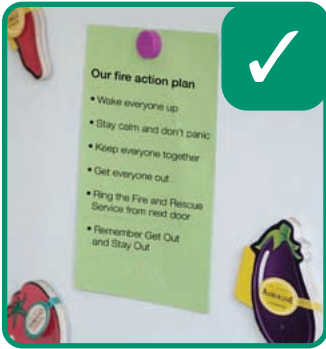 Our fire action plan
• Wake everyone up
• Stay calm and don't panic
• Keep everyone together
• Get everyone out
• Ring the Fire and Rescue
Service from next door
• Remember Get Out
and Stay Out